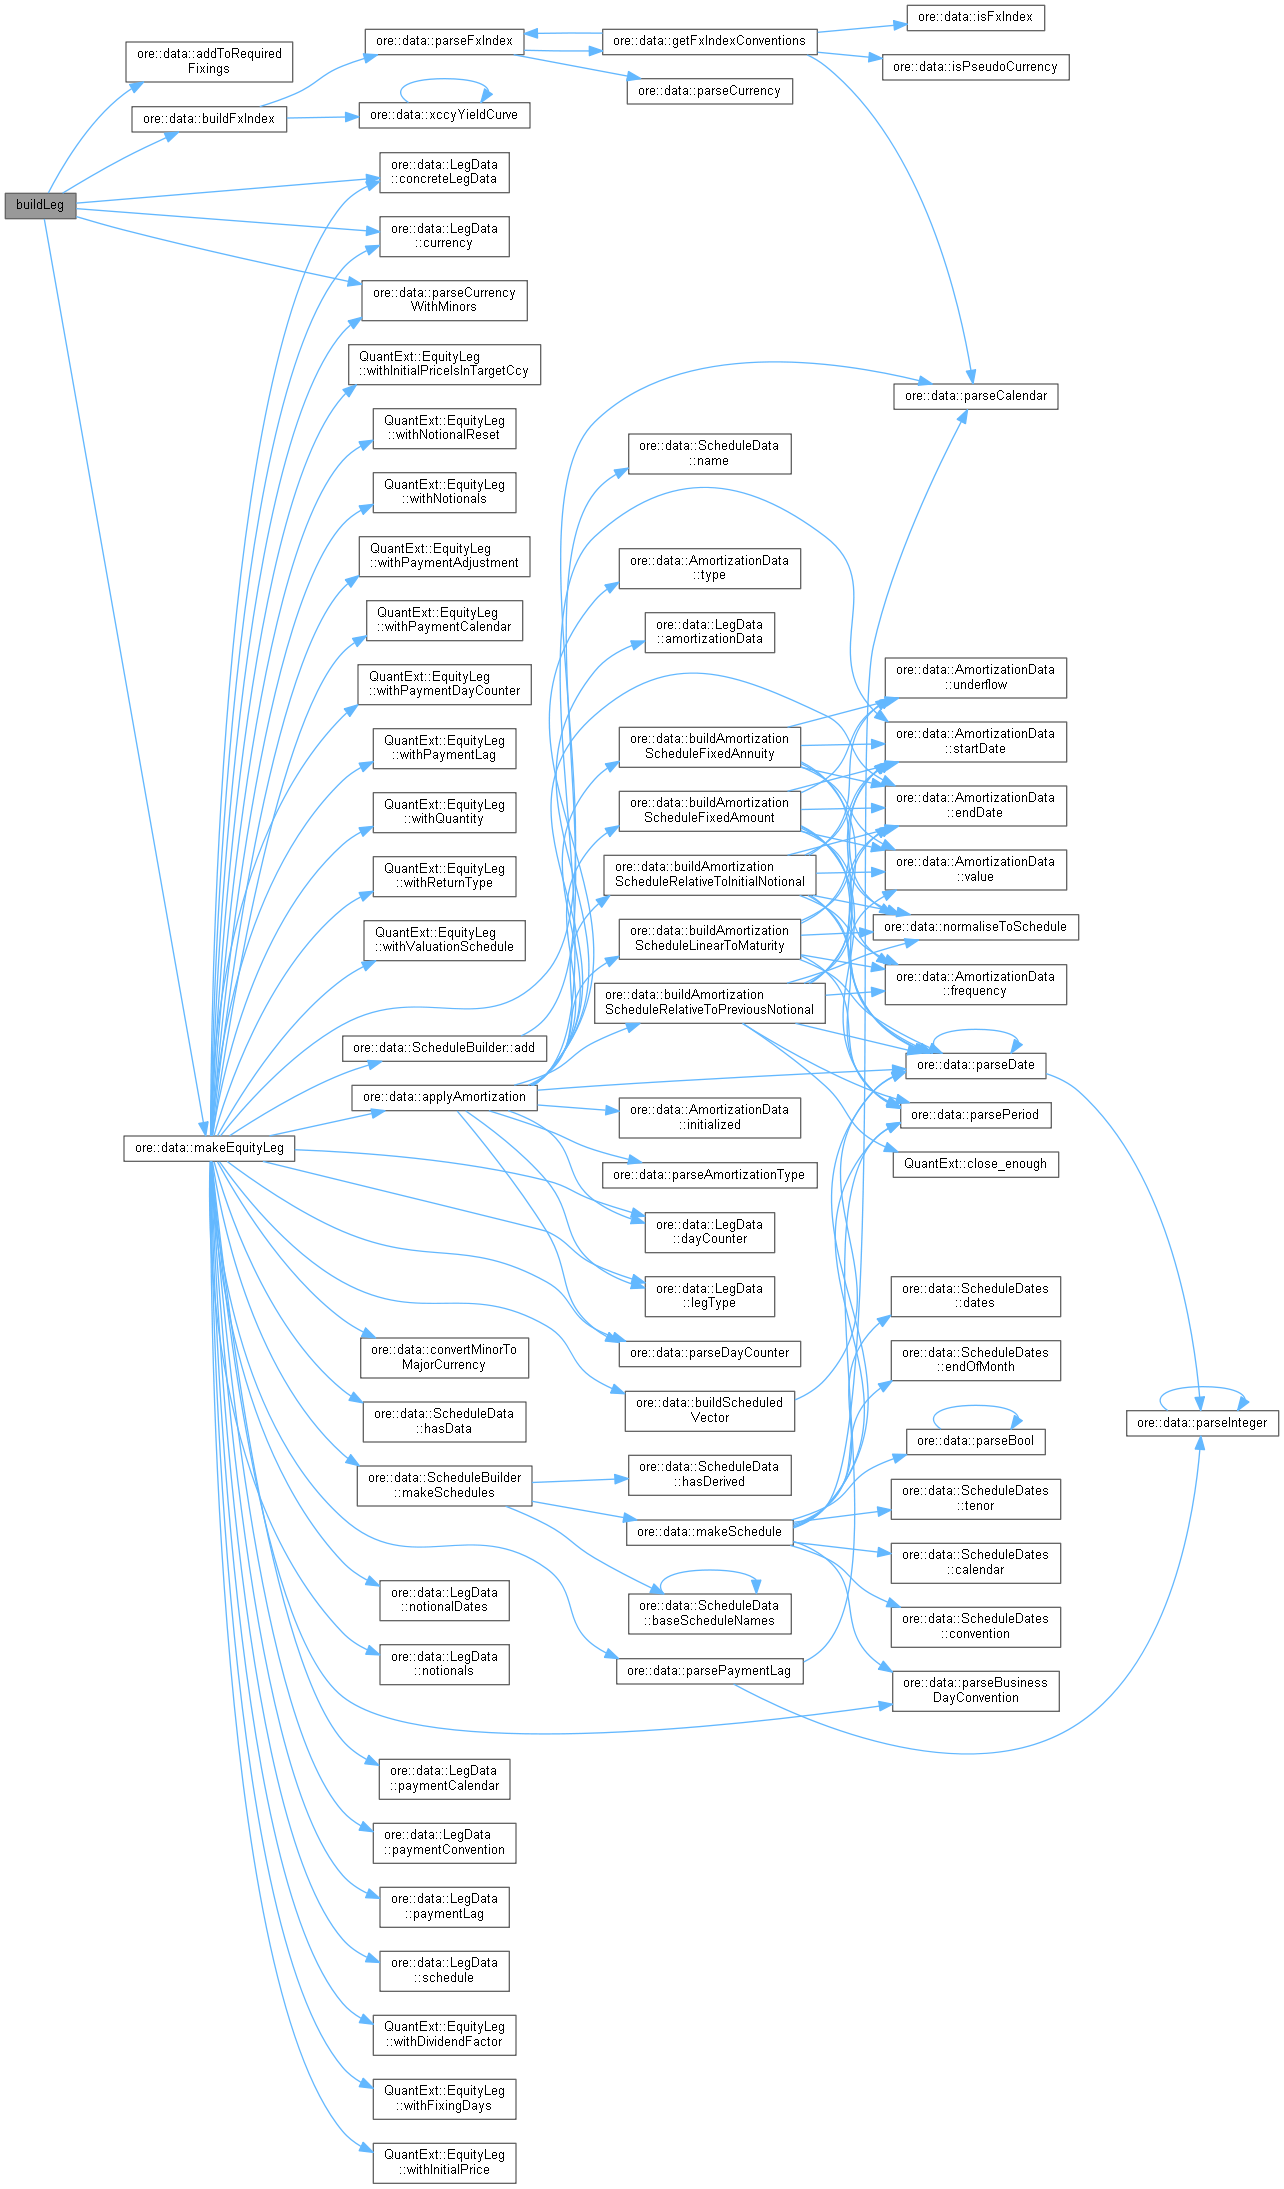 buildLeg
ore::data::addToRequired
Fixings
ore::data::buildFxIndex
ore::data::makeEquityLeg
ore::data::parseFxIndex
ore::data::xccyYieldCurve
ore::data::LegData
::concreteLegData
ore::data::LegData
::currency
ore::data::parseCurrency
WithMinors
QuantExt::EquityLeg
::withInitialPriceIsInTargetCcy
QuantExt::EquityLeg
::withNotionalReset
QuantExt::EquityLeg
::withNotionals
QuantExt::EquityLeg
::withPaymentAdjustment
QuantExt::EquityLeg
::withPaymentCalendar
QuantExt::EquityLeg
::withPaymentDayCounter
QuantExt::EquityLeg
::withPaymentLag
QuantExt::EquityLeg
::withQuantity
QuantExt::EquityLeg
::withReturnType
QuantExt::EquityLeg
::withValuationSchedule
ore::data::ScheduleBuilder::add
ore::data::applyAmortization
ore::data::convertMinorTo
MajorCurrency
ore::data::ScheduleData
::hasData
ore::data::ScheduleBuilder
::makeSchedules
ore::data::LegData
::notionalDates
ore::data::LegData
::notionals
ore::data::LegData
::paymentCalendar
ore::data::LegData
::paymentConvention
ore::data::LegData
::paymentLag
ore::data::LegData
::schedule
QuantExt::EquityLeg
::withDividendFactor
QuantExt::EquityLeg
::withFixingDays
QuantExt::EquityLeg
::withInitialPrice
ore::data::getFxIndexConventions
ore::data::parseCurrency
ore::data::ScheduleData
::name
ore::data::AmortizationData
::type
ore::data::LegData
::amortizationData
ore::data::buildAmortization
ScheduleFixedAnnuity
ore::data::buildAmortization
ScheduleFixedAmount
ore::data::buildAmortization
ScheduleRelativeToInitialNotional
ore::data::buildAmortization
ScheduleLinearToMaturity
ore::data::buildAmortization
ScheduleRelativeToPreviousNotional
ore::data::AmortizationData
::initialized
ore::data::parseAmortizationType
ore::data::LegData
::dayCounter
ore::data::LegData
::legType
ore::data::parseDayCounter
ore::data::buildScheduled
Vector
ore::data::ScheduleData
::hasDerived
ore::data::makeSchedule
ore::data::ScheduleData
::baseScheduleNames
ore::data::parsePaymentLag
ore::data::isFxIndex
ore::data::isPseudoCurrency
ore::data::parseCalendar
ore::data::AmortizationData
::underflow
ore::data::AmortizationData
::startDate
ore::data::AmortizationData
::endDate
ore::data::AmortizationData
::value
ore::data::normaliseToSchedule
ore::data::AmortizationData
::frequency
ore::data::parseDate
ore::data::parsePeriod
QuantExt::close_enough
ore::data::ScheduleDates
::dates
ore::data::ScheduleDates
::endOfMonth
ore::data::parseBool
ore::data::ScheduleDates
::tenor
ore::data::ScheduleDates
::calendar
ore::data::ScheduleDates
::convention
ore::data::parseBusiness
DayConvention
ore::data::parseInteger